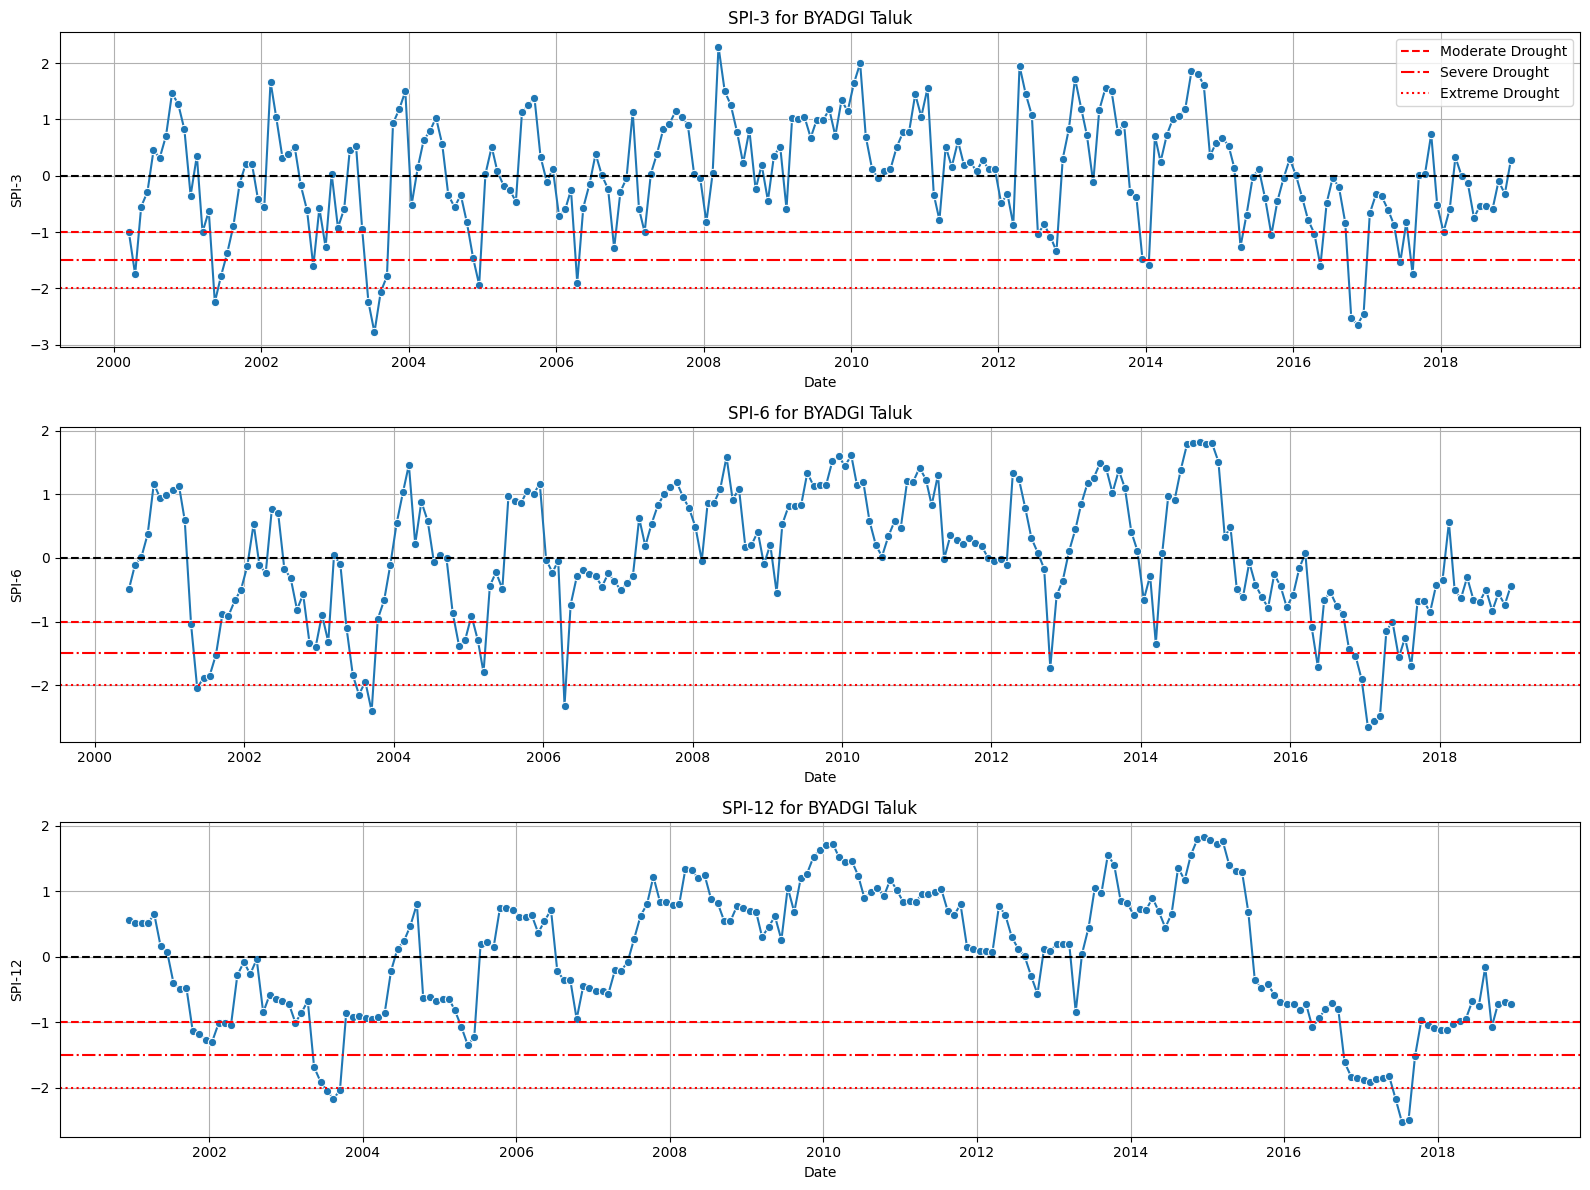 SPI-3 for BYADGI Taluk
Moderate Drought
Severe Drought
Extreme Drought
2
1
0
−1
−2
−3
SPI-3
2000 2002 2004 2006 2008 2010 2012 2014 2016 2018
Date
SPI-6 for BYADGI Taluk
2
1
0
−1
−2
SPI-6
2000 2002 2004 2006 2008 2010 2012 2014 2016 2018
Date
SPI-12 for BYADGI Taluk
2
1
0
−1
−2
SPI-12
2002 2004 2006 2008 2010 2012 2014 2016 2018
Date